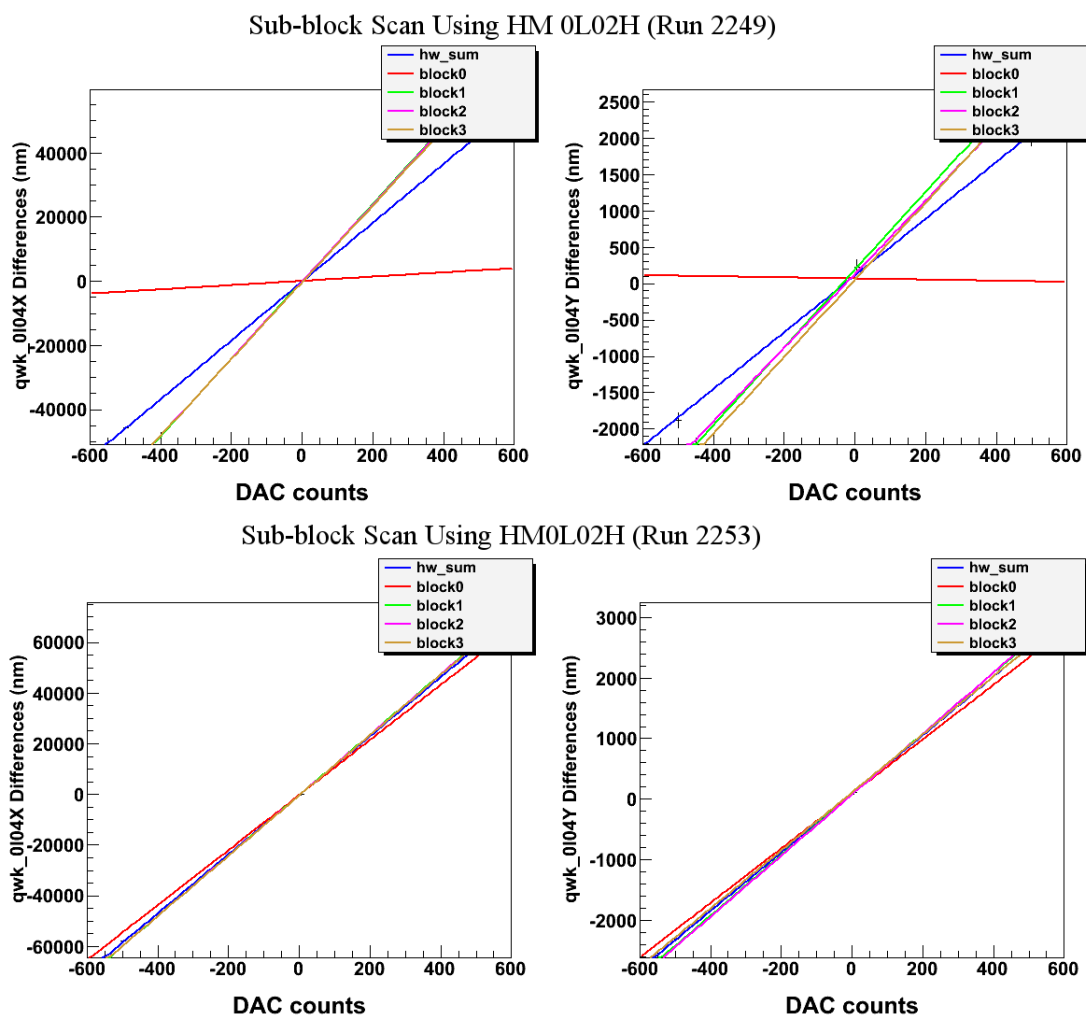 Sub-block Scan Using HM 0L02H (Run 2249)
hw_sum
block0
block1
block2
block3
qwk_0l04X Differences (nm)
40000
20000
0
-20000
-40000
-600 -400 -200 0 200 400 600
DAC counts
hw_sum
block0
block1
block2
block3
qwk_0l04Y Differences (nm)
2500
2000
1500
1000
500
0
-500
-1000
-1500
-2000
-600 -400 -200 0 200 400 600
DAC counts
Sub-block Scan Using HM0L02H (Run 2253)
hw_sum
block0
block1
block2
block3
qwk_0l04X Differences (nm)
60000
40000
20000
0
-20000
-40000
-60000
-600 -400 -200 0 200 400 600
DAC counts
hw_sum
block0
block1
block2
block3
qwk_0l04Y Differences (nm)
3000
2000
1000
0
-1000
-2000
-600 -400 -200 0 200 400 600
DAC counts